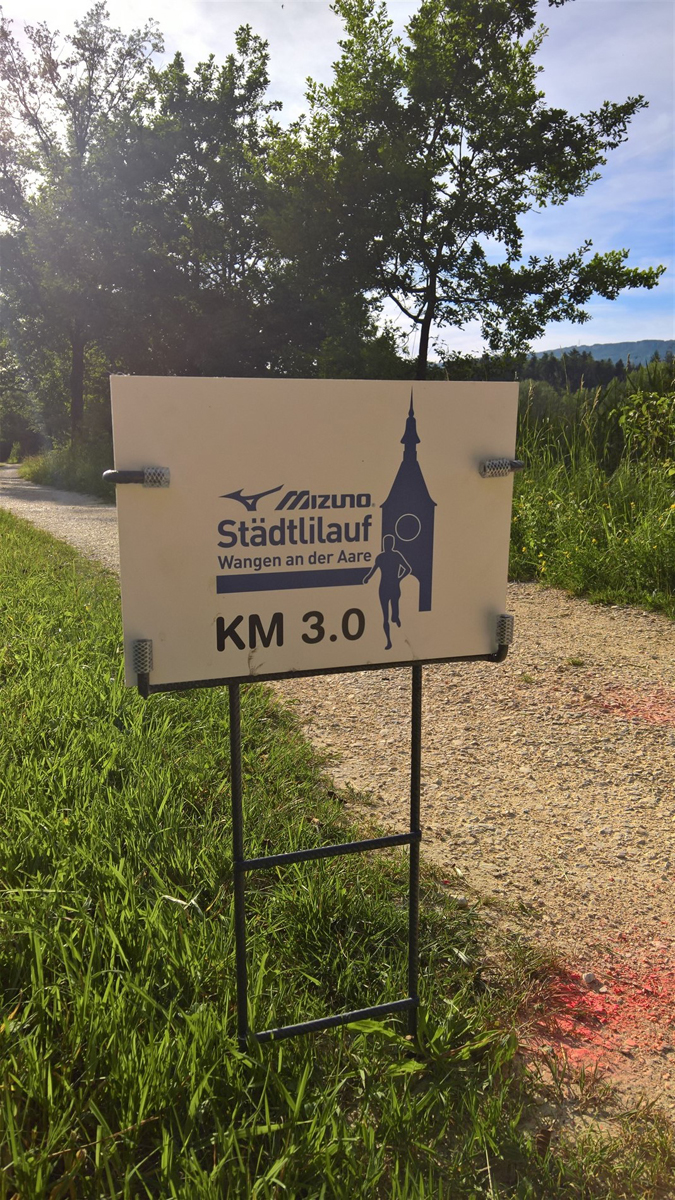 MIZUNO
Städtlilauf
Wangen an der Aare
KM 3.0